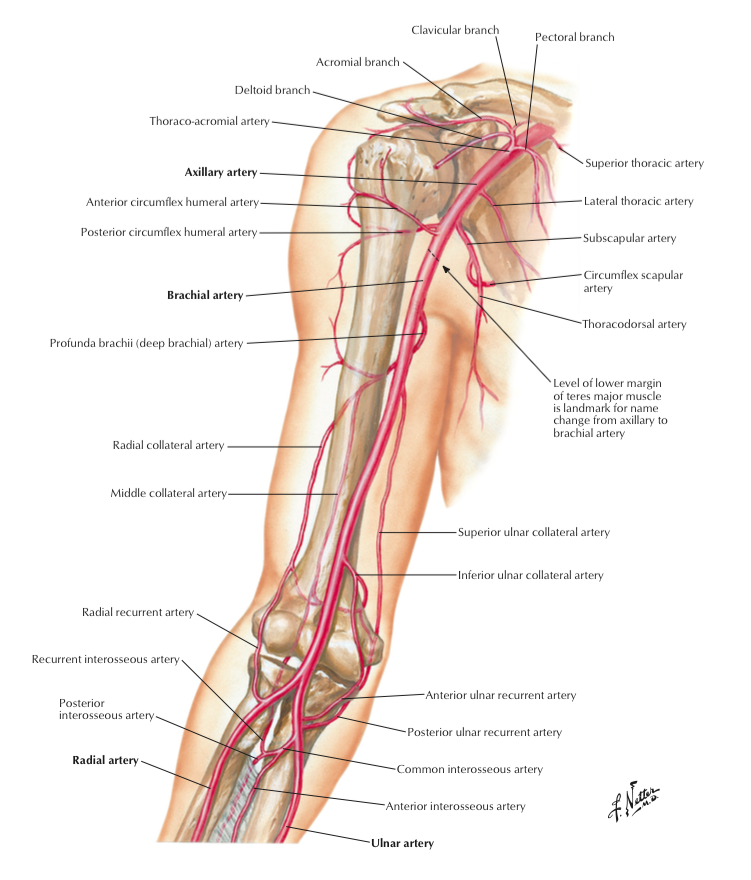 Clavicular branch
Pectoral branch
Acromial branch
Deltoid branch
Thoraco-acromial artery
Superior thoracic artery
Axillary artery
Anterior circumflex humeral artery
Lateral thoracic artery
Posterior circumflex humeral artery
Subscapular artery
Circumflex scapular
artery
Brachial artery
Thoracodorsal artery
Profunda brachii (deep brachial) artery
Level of lower margin
of teres major muscle
is landmark for name
change from axillary to
brachial artery
Radial collateral artery
Middle collateral artery
Superior ulnar collateral artery
Inferior ulnar collateral artery
Radial recurrent artery
Recurrent interosseous artery
Anterior ulnar recurrent artery
Posterior
interosseous artery
Posterior ulnar recurrent artery
Radial artery
Common interosseous artery
Anterior interosseous artery
Ulnar artery
F. Netter
M.D.